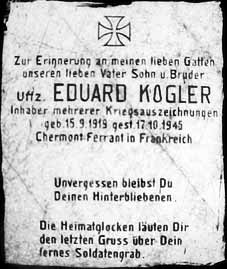 Zur Erinnerung an meinen lieben Gatten
unseren lieben Vater Sohn u. Bruder
Uffz. EDUARD KOGLER
Inhaber mehrerer Kriegsauszeichnungen
geb. 15.9.1919 gest. 17.10.1945
Chermont Ferrant in Frankreich
Unvergessen bleibst Du
Deinen Hinterbliebenen.
Die Heimatglocken läuten Dir
den letzten Gruss über Dein
fernes Soldatengrab.